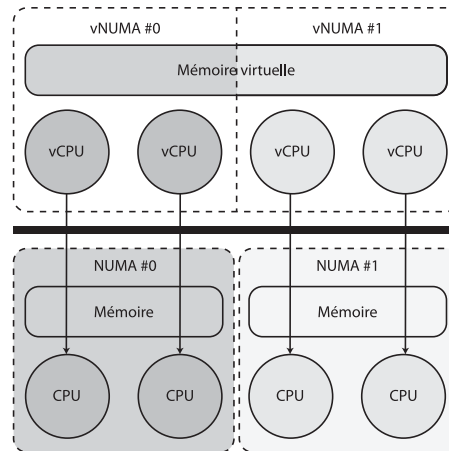 vNUMA #0 vNUMA #1
Mémoire virtuelle
vCPU vCPU vCPU vCPU
NUMA #0 NUMA #1
Mémoire Mémoire
CPU CPU CPU CPU